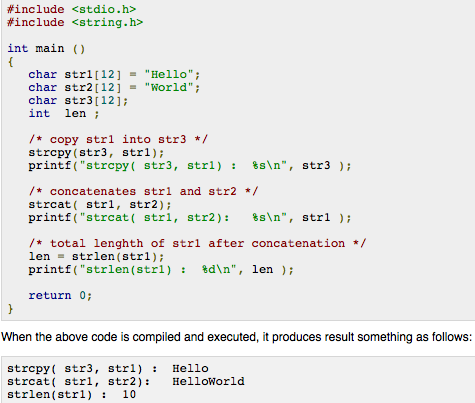 #include <stdio.h>
#include <string.h>

int main ()
{
   char str1[12] = "Hello";
   char str2[12] = "World";
   char str3[12];
   int  len ;

   /* copy str1 into str3 */
   strcpy(str3, str1);
   printf("strcpy( str3, str1) :  %s\n", str3 );

   /* concatenates str1 and str2 */
   strcat( str1, str2);
   printf("strcat( str1, str2):   %s\n", str1 );

   /* total lenghth of str1 after concatenation */
   len = strlen(str1);
   printf("strlen(str1) :  %d\n", len );

   return 0;
}
When the above code is compiled and executed, it produces result something as follows:
strcpy( str3, str1) :  Hello
strcat( str1, str2):   HelloWorld
strlen(str1) :  10